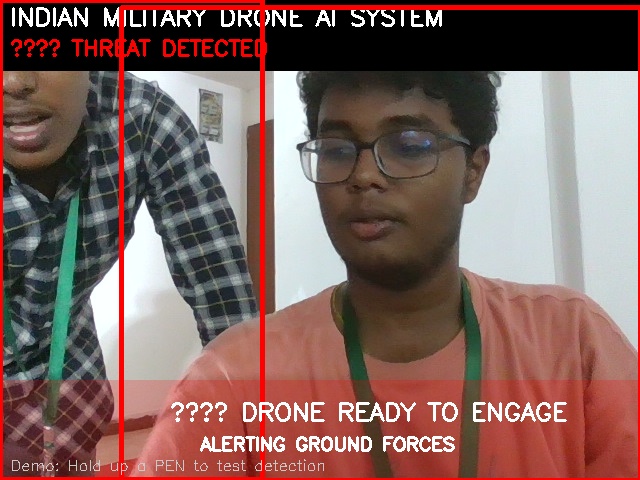 INDIAN MILITARY DRONE AI SYSTEM
???? THREAT DETECTED
???? DRONE READY TO ENGAGE
ALERTING GROUND FORCES
Demo: Hold up a PEN to test detection